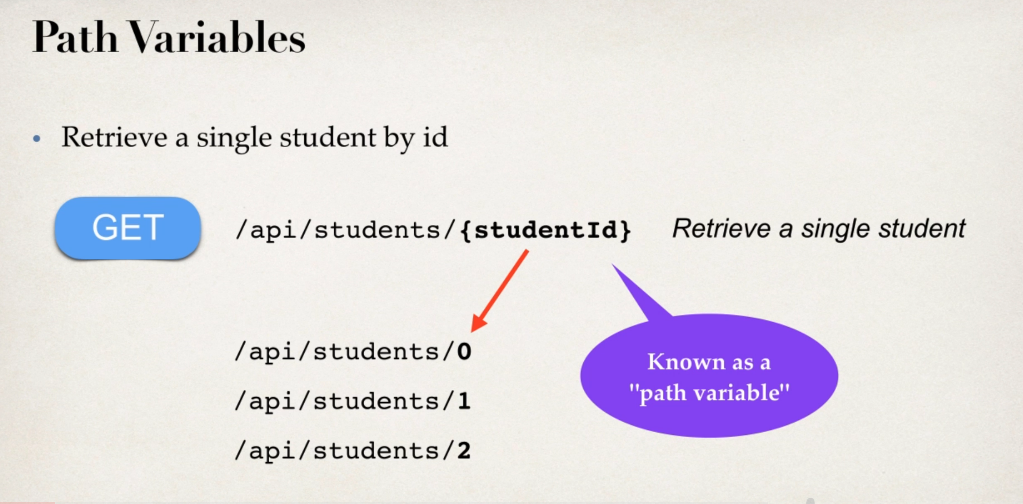 Path Variables
• Retrieve a single student by id
GET /api/students/{studentId} Retrieve a single student
/api/students/0
/api/students/1
/api/students/2
Known as a
"path variable"